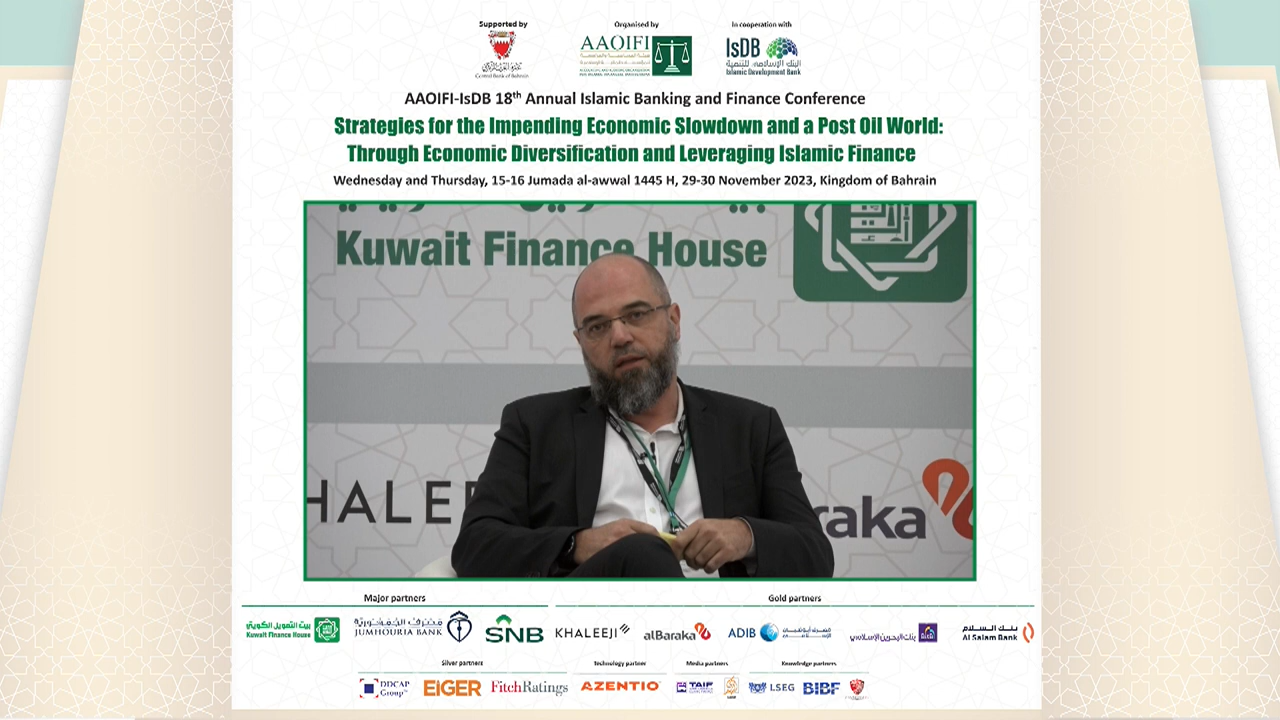 Supported by
Organised by
In cooperation with
Central Bank of Bahrain
AAOIFI
IsDB
البنك الإسلامي للتنمية
Islamic Development Bank
AAOIFI-IsDB 18th Annual Islamic Banking and Finance Conference
Strategies for the Impending Economic Slowdown and a Post Oil World:
Through Economic Diversification and Leveraging Islamic Finance
Wednesday and Thursday, 15-16 Jumada al-awwal 1445 H, 29-30 November 2023, Kingdom of Bahrain
Kuwait Finance House
HALEE
raka
Major partners
Gold partners
بيت التمويل الكويتي
Kuwait Finance House
مصرف الجمهورية
JUMHOURIA BANK
SNB
KHALEEJI
alBaraka
ADIB
بنك البحرين الإسلامي
بنك السلام
Al Salam Bank
Silver partners
Technology partner
Media partners
Knowledge partners
DDCAP
Group
EIGER
FitchRatings
AZENTIO
TAIF
LSEG
BIBF